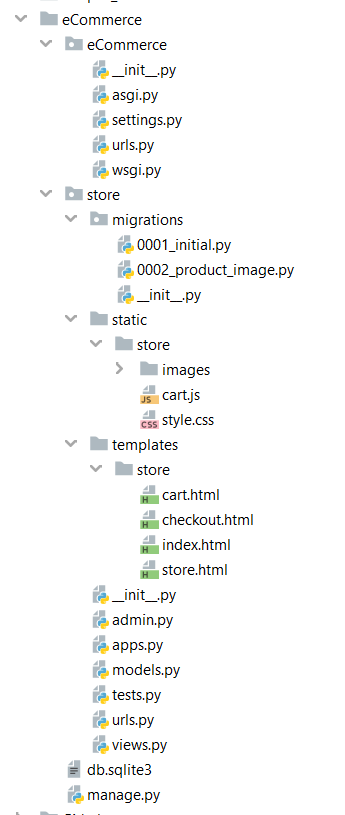 eCommerce
eCommerce
__init__.py
asgi.py
settings.py
urls.py
wsgi.py
store
migrations
0001_initial.py
0002_product_image.py
__init__.py
static
store
images
JS cart.js
CSS style.css
templates
store
H cart.html
H checkout.html
H index.html
H store.html
__init__.py
admin.py
apps.py
models.py
tests.py
urls.py
views.py
db.sqlite3
manage.py